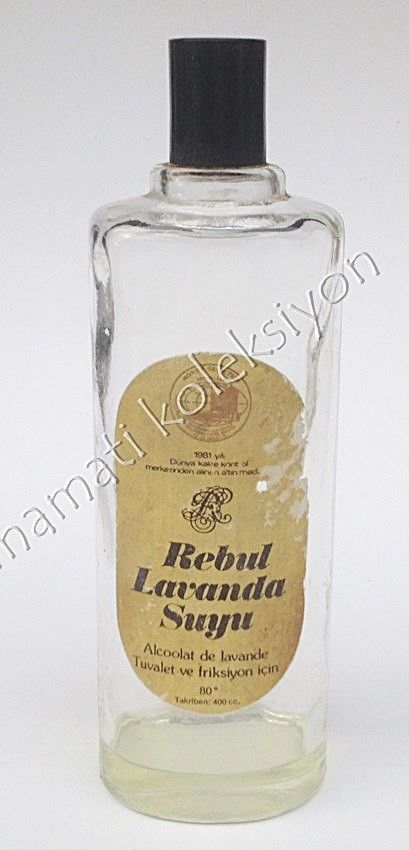 1981 yılı
Dünya kalite kontrol
merkezinden alınan altın madalya
R
Rebul
Lavanda
Suyu
Alcoolat de lavande
Tuvalet ve friksiyon için
80°
Takriben: 400 cc.
namati koleksiyon